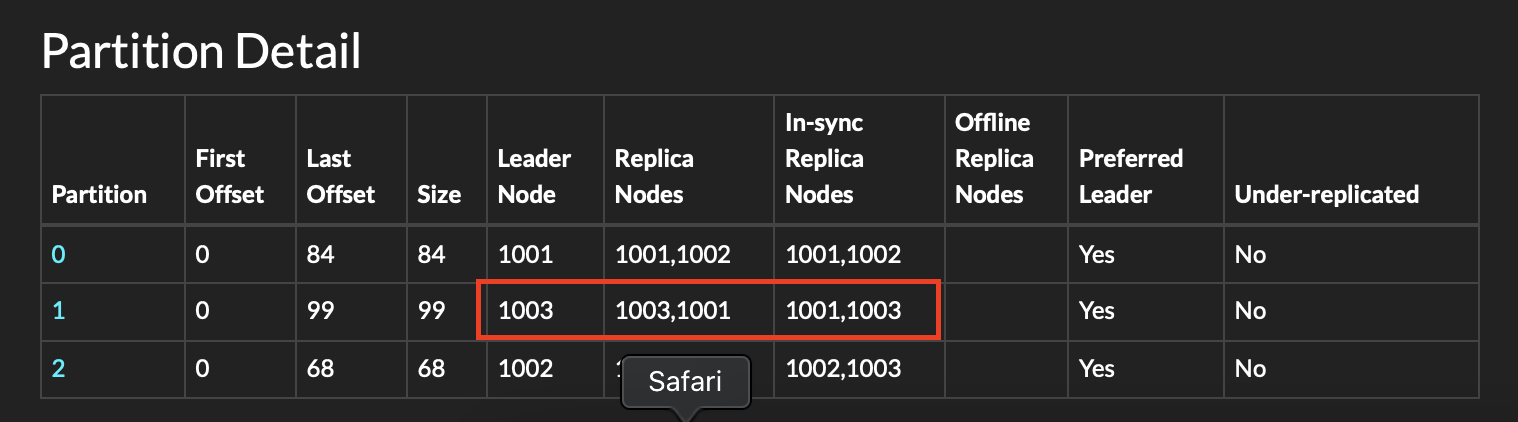 Partition Detail
Partition First Offset Last Offset Size Leader Node Replica Nodes In-sync Replica Nodes Offline Replica Nodes Preferred Leader Under-replicated
0 0 84 84 1001 1001,1002 1001,1002 Yes No
1 0 99 99 1003 1003,1001 1001,1003 Yes No
2 0 68 68 1002 1002,1003 Yes No
Safari